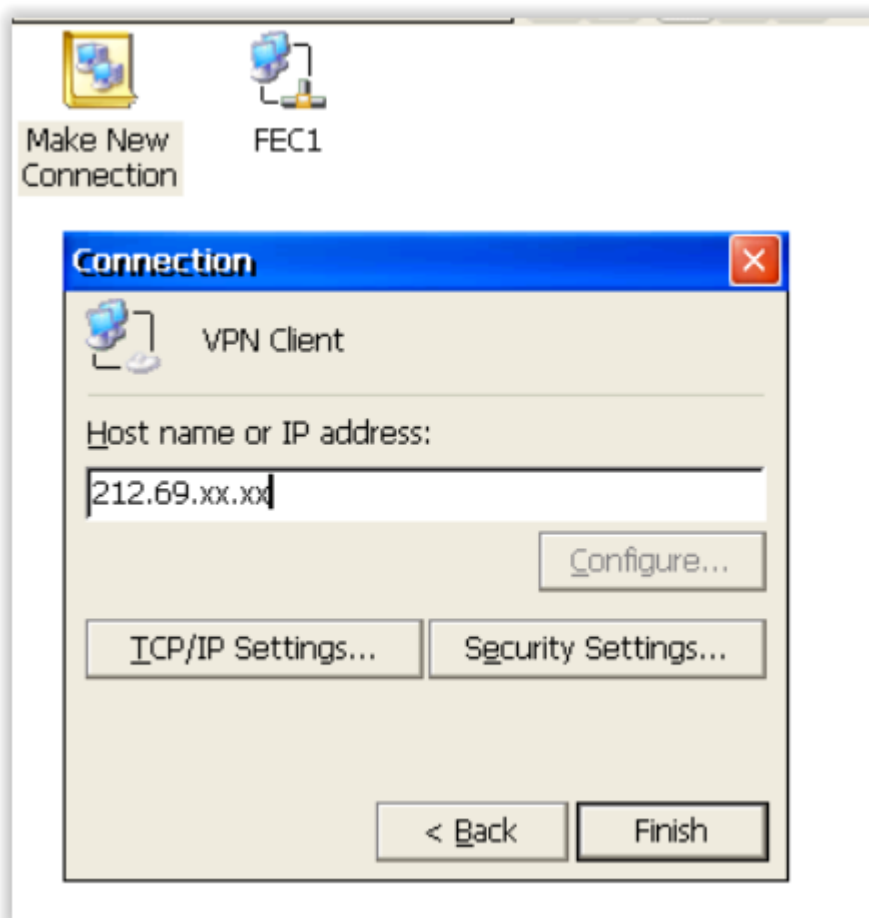 Make New
Connection
FEC1
Connection
VPN Client
Host name or IP address:
212.69.xx.xx
Configure...
TCP/IP Settings...
Security Settings...
< Back
Finish